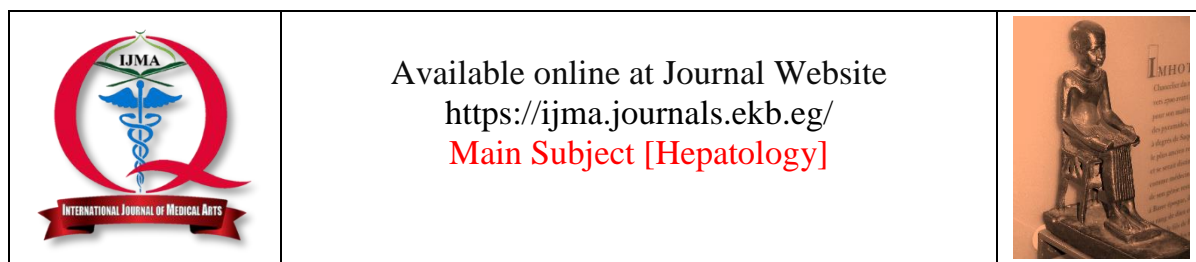 IJMA
INTERNATIONAL JOURNAL OF MEDICAL ARTS
Available online at Journal Website
https://ijma.journals.ekb.eg/
Main Subject [Hepatology]